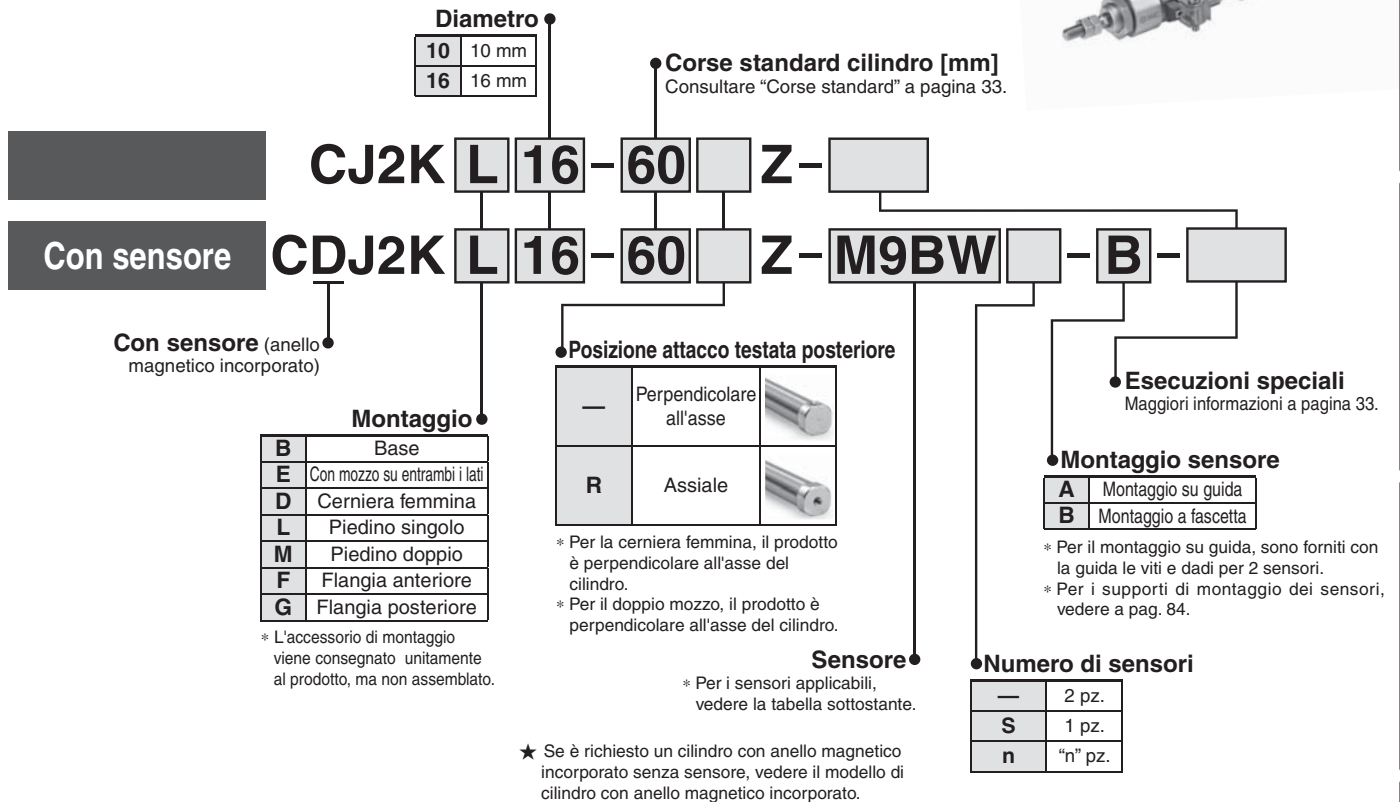 Diametro
10 10 mm
16 16 mm
Corse standard cilindro [mm]
Consultare “Corse standard” a pagina 33.
CJ2K L 16 - 60 Z -
Con sensore CDJ2K L 16 - 60 Z - M9BW - B -
Con sensore (anello
magnetico incorporato)
Montaggio
B Base
E Con mozzo su entrambi i lati
D Cerniera femmina
L Piedino singolo
M Piedino doppio
F Flangia anteriore
G Flangia posteriore
* L'accessorio di montaggio
viene consegnato unitamente
al prodotto, ma non assemblato.
Posizione attacco testata posteriore
— Perpendicolare
all'asse
R Assiale
* Per la cerniera femmina, il prodotto
è perpendicolare all'asse del
cilindro.
* Per il doppio mozzo, il prodotto è
perpendicolare all'asse del cilindro.
Sensore
* Per i sensori applicabili,
vedere la tabella sottostante.
★ Se è richiesto un cilindro con anello magnetico
incorporato senza sensore, vedere il modello di
cilindro con anello magnetico incorporato.
Esecuzioni speciali
Maggiori informazioni a pagina 33.
Montaggio sensore
A Montaggio su guida
B Montaggio a fascetta
* Per il montaggio su guida, sono forniti con
la guida le viti e dadi per 2 sensori.
* Per i supporti di montaggio dei sensori,
vedere a pag. 84.
Numero di sensori
— 2 pz.
S 1 pz.
n “n” pz.